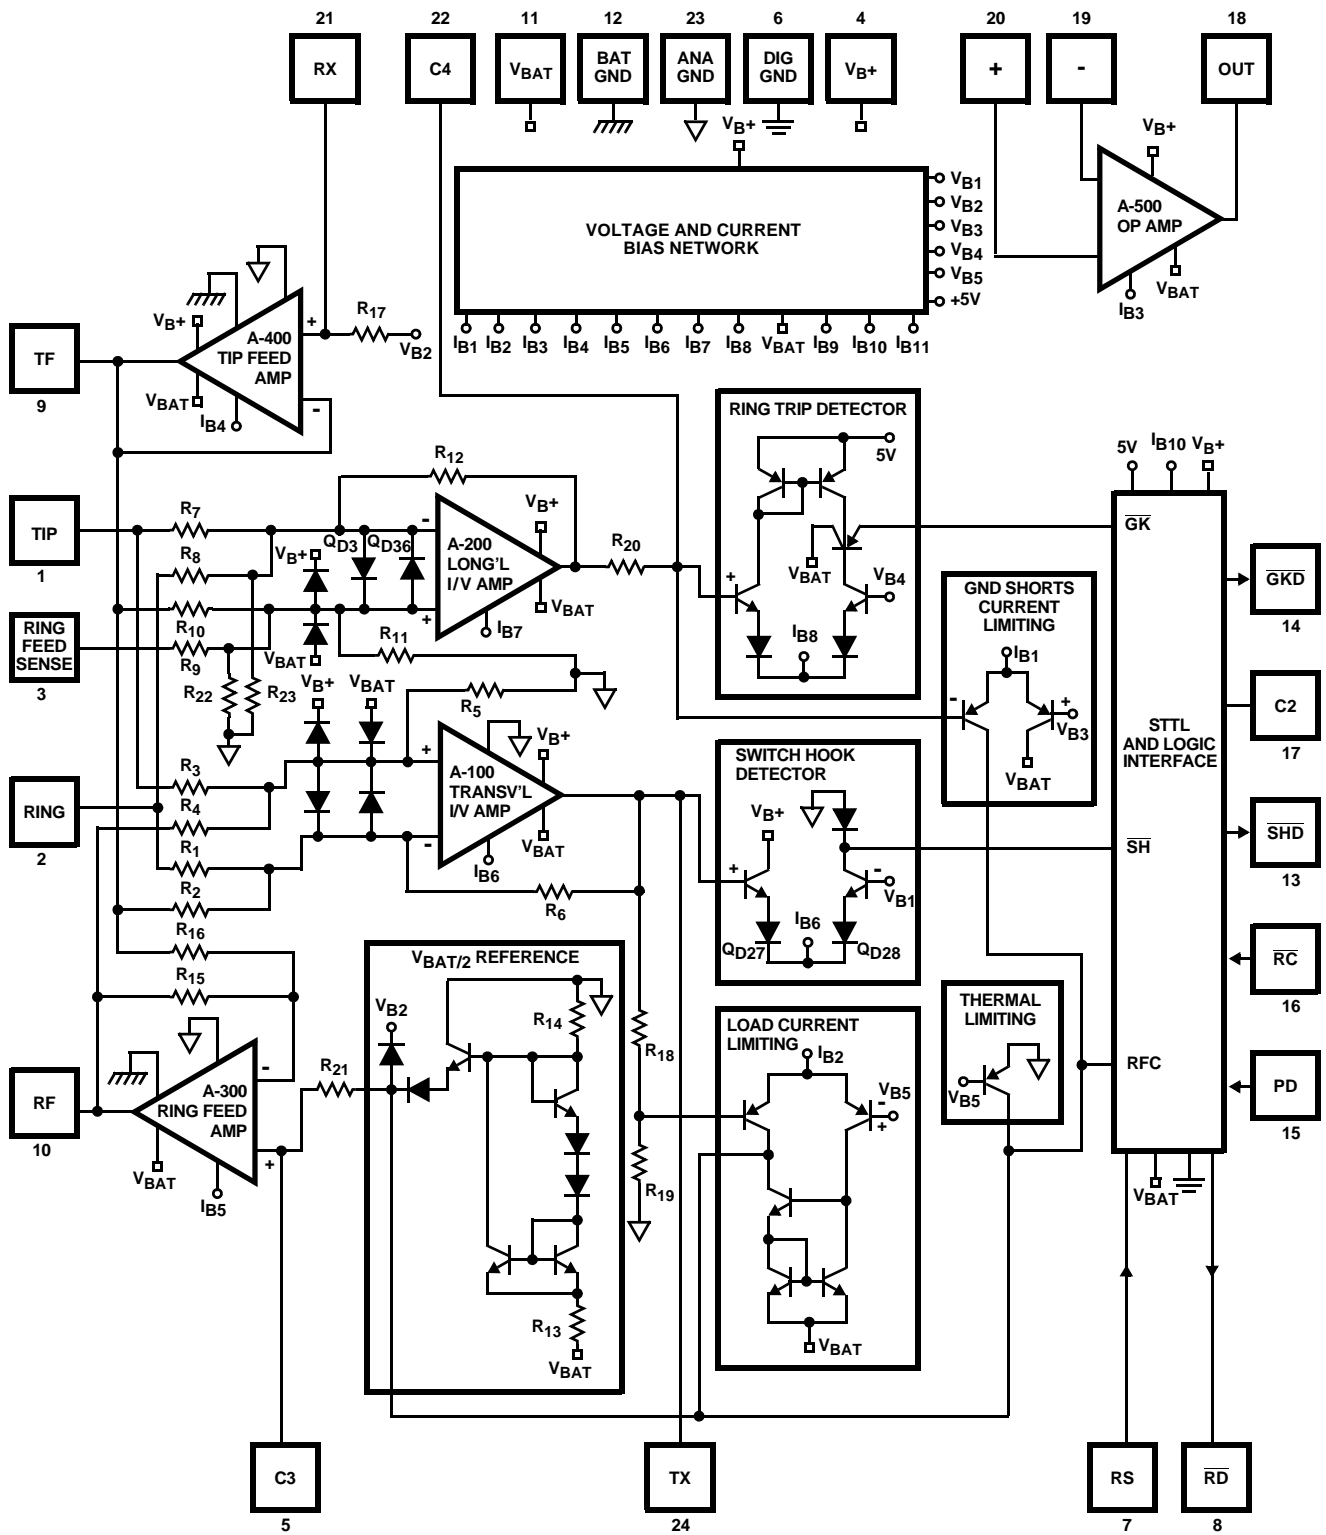 21
22
11
12
23
6
4
20
19
18
RX
C4
VBAT
BAT
GND
ANA
GND
DIG
GND
VB+
+
-
OUT
VB+
VOLTAGE AND CURRENT
BIAS NETWORK
VB1
VB2
VB3
VB4
VB5
+5V
IB1
IB2
IB3
IB4
IB5
IB6
IB7
IB8
VBAT
IB9
IB10
IB11
VB+
A-500
OP AMP
VBAT
IB3
TF
9
VB+
A-400
TIP FEED
AMP
+
-
VBAT
IB4
R17
VB2
TIP
1
R7
R8
R10
R9
R22
R23
RING
FEED
SENSE
3
VB+
VBAT
QD3
QD36
R12
-
+
A-200
LONG'L
I/V AMP
VB+
VBAT
IB7
R20
R11
R5
RING TRIP DETECTOR
5V
VBAT
VB4
+
IB8
GND SHORTS
CURRENT
LIMITING
IB1
-
+
VB3
VBAT
5V
IB10
VB+
GK
STTL
AND LOGIC
INTERFACE
SH
RFC
VBAT
GKD
14
C2
17
SHD
13
RC
16
PD
15
RING
2
R3
R4
R1
R2
R16
R15
VB+
VBAT
+
-
A-100
TRANSV'L
I/V AMP
VB+
VBAT
IB6
R6
SWITCH HOOK
DETECTOR
VB+
+
-
VB1
IB6
QD27
QD28
VBAT/2 REFERENCE
VB2
R14
R13
VBAT
R21
R18
R19
LOAD CURRENT
LIMITING
IB2
VB5
-
+
VBAT
THERMAL
LIMITING
VB5
RF
10
A-300
RING FEED
AMP
-
+
VBAT
IB5
C3
5
TX
24
RS
7
RD
8